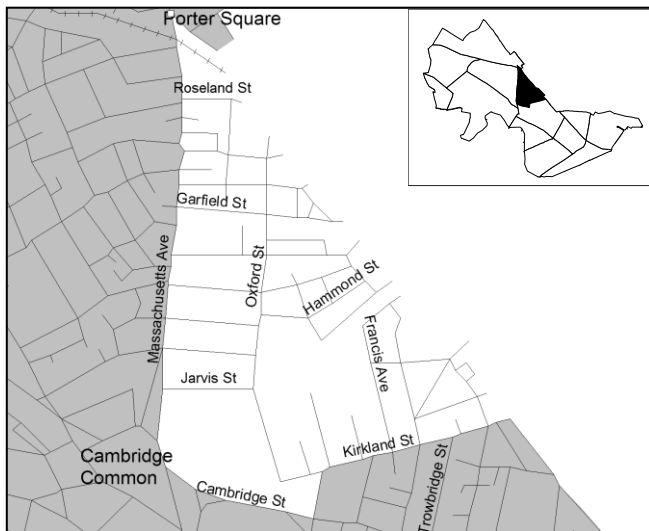 Porter Square
Roseland St
Garfield St
Massachusetts Ave
Oxford St
Hammond St
Francis Ave
Jarvis St
Kirkland St
Cambridge
Common
Cambridge St
Trowbridge St